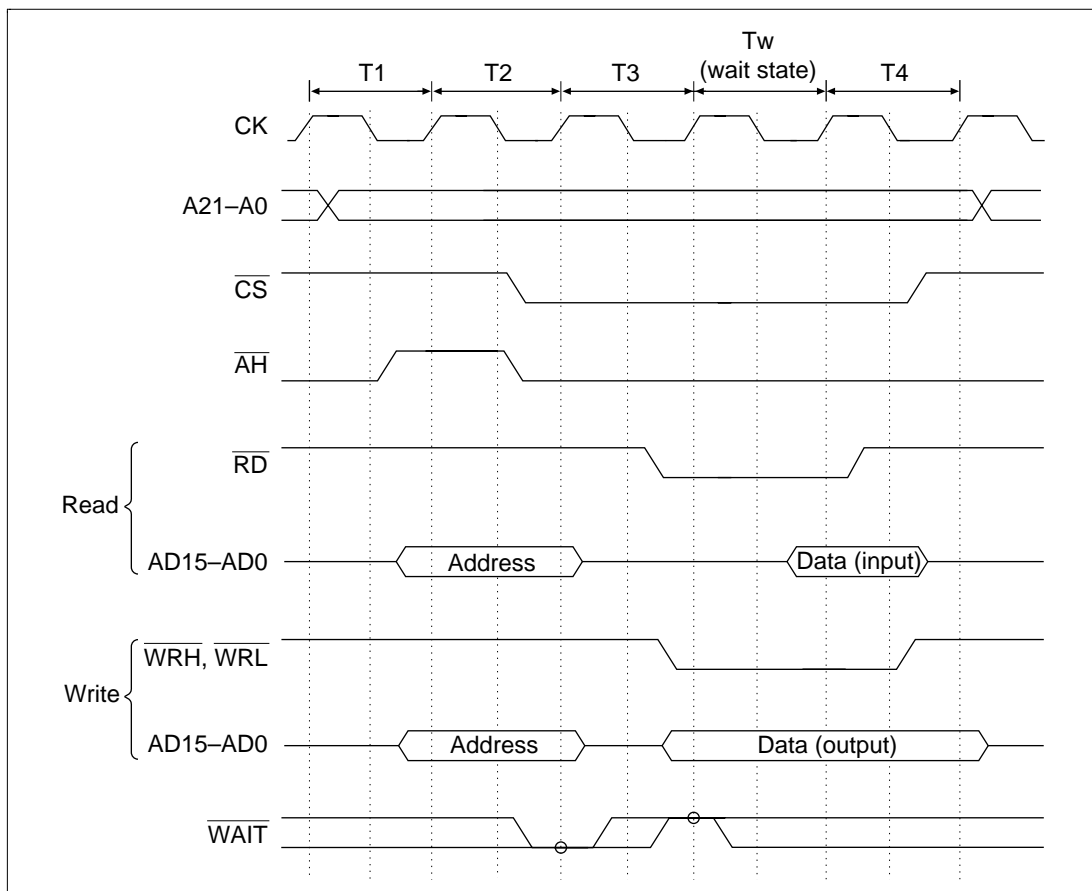 Tw
T1 T2 T3 (wait state) T4
CK
A21–A0
CS
AH
RD
Read
AD15–AD0 Address Data (input)
WRH, WRL
Write
AD15–AD0 Address Data (output)
WAIT